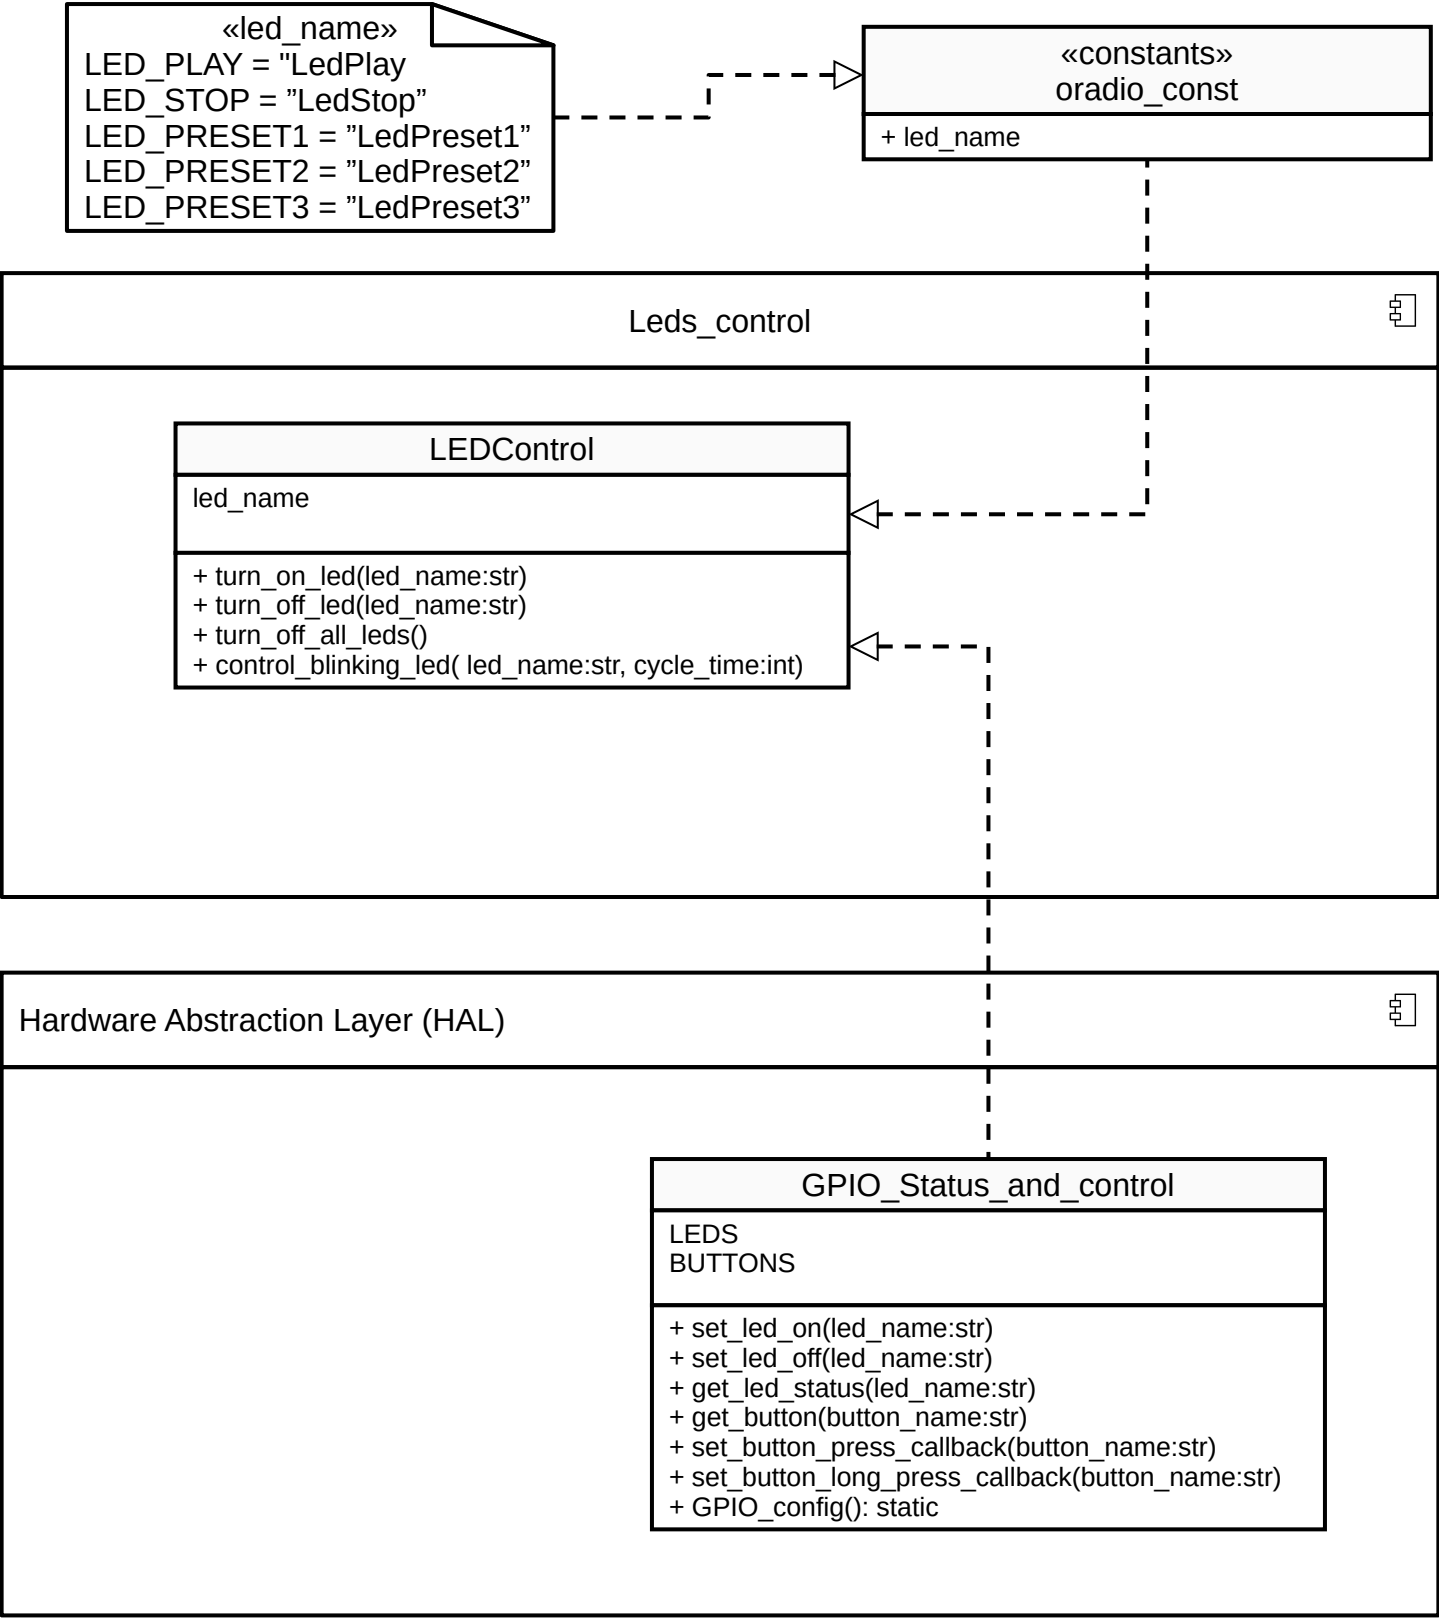 «led_name»
LED_PLAY = "LedPlay
LED_STOP = ”LedStop”
LED_PRESET1 = ”LedPreset1”
LED_PRESET2 = ”LedPreset2”
LED_PRESET3 = ”LedPreset3”
«constants»
oradio_const
+ led_name
Leds_control
LEDControl
led_name
+ turn_on_led(led_name:str)
+ turn_off_led(led_name:str)
+ turn_off_all_leds()
+ control_blinking_led( led_name:str, cycle_time:int)
Hardware Abstraction Layer (HAL)
GPIO_Status_and_control
LEDS
BUTTONS
+ set_led_on(led_name:str)
+ set_led_off(led_name:str)
+ get_led_status(led_name:str)
+ get_button(button_name:str)
+ set_button_press_callback(button_name:str)
+ set_button_long_press_callback(button_name:str)
+ GPIO_config(): static